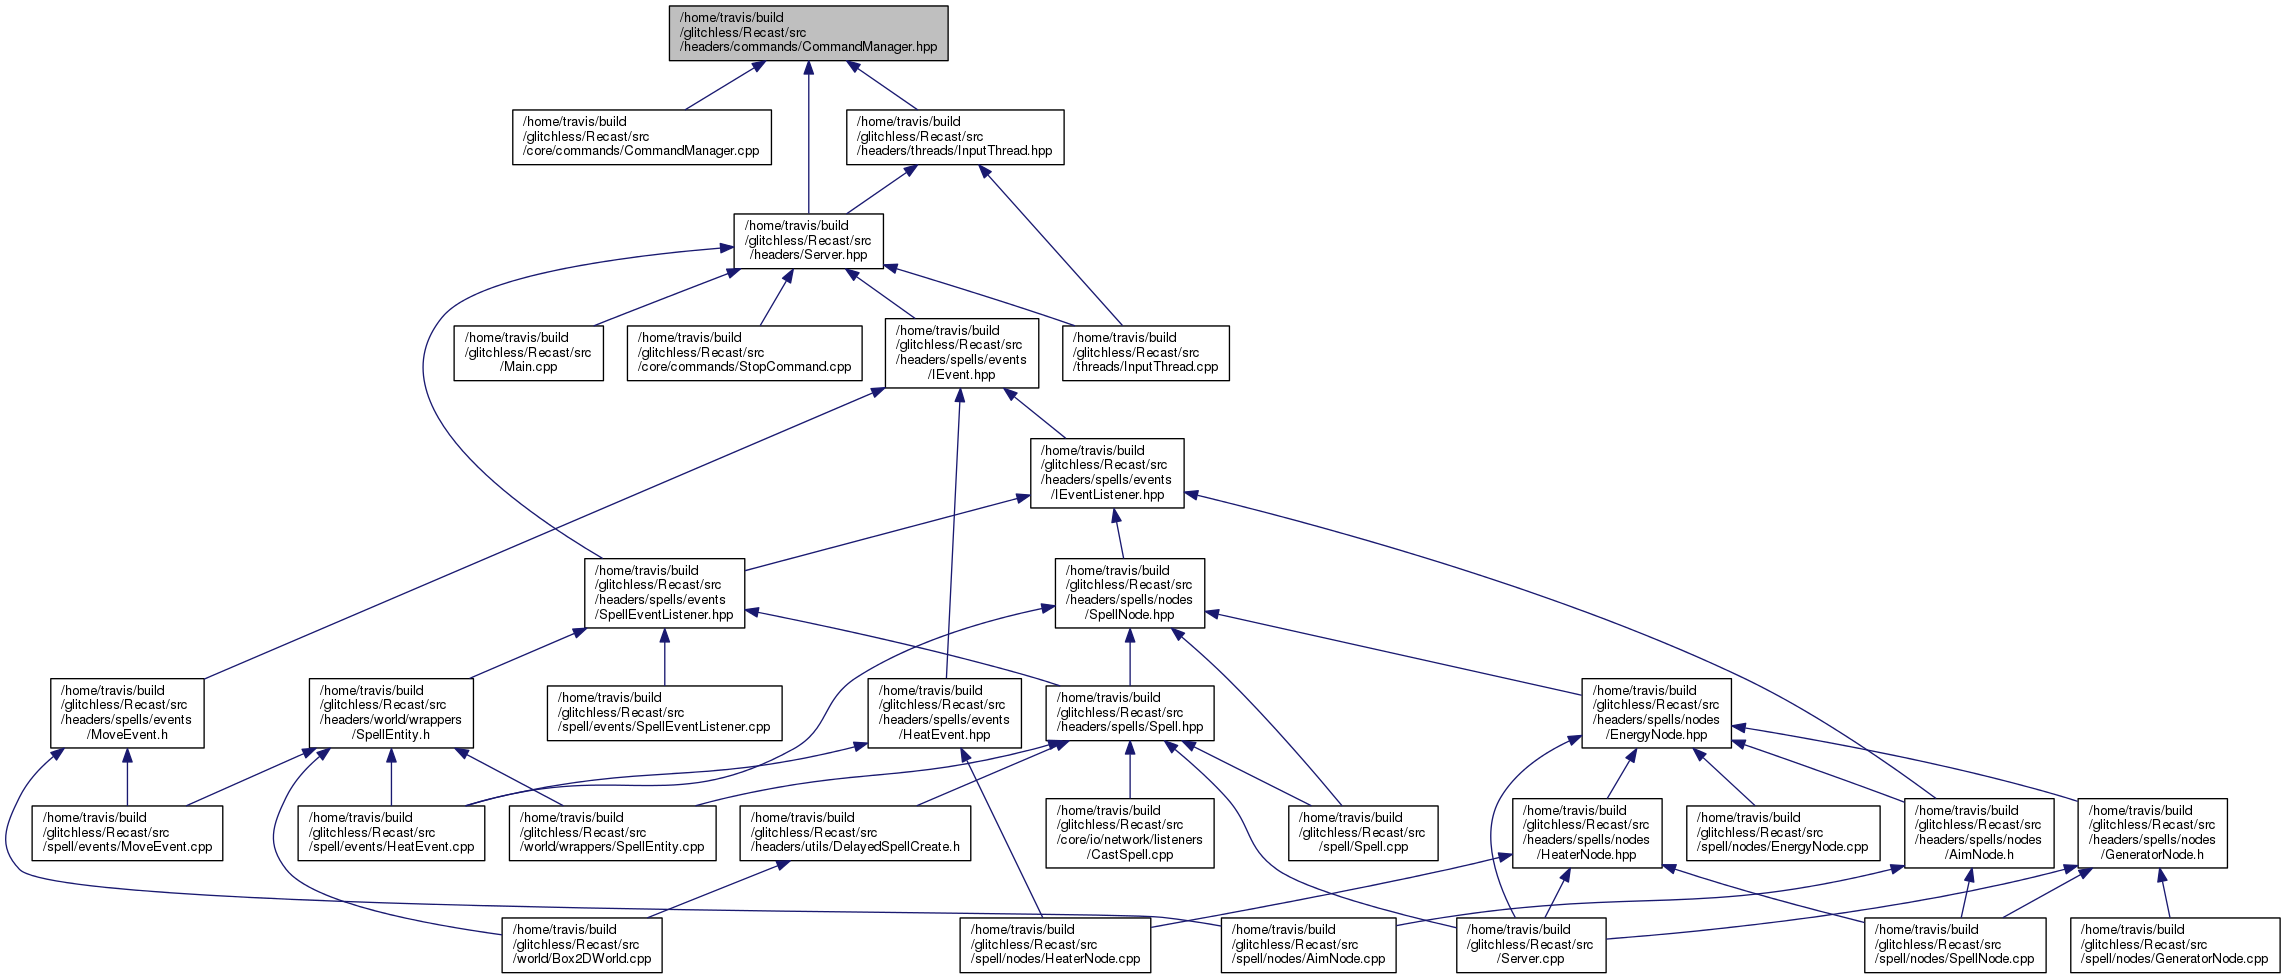 /home/travis/build
/glitchless/Recast/src
/headers/commands/CommandManager.hpp
/home/travis/build
/glitchless/Recast/src
/core/commands/CommandManager.cpp
/home/travis/build
/glitchless/Recast/src
/headers/threads/InputThread.hpp
/home/travis/build
/glitchless/Recast/src
/headers/Server.hpp
/home/travis/build
/glitchless/Recast/src
/Main.cpp
/home/travis/build
/glitchless/Recast/src
/core/commands/StopCommand.cpp
/home/travis/build
/glitchless/Recast/src
/headers/spells/events
/IEvent.hpp
/home/travis/build
/glitchless/Recast/src
/threads/InputThread.cpp
/home/travis/build
/glitchless/Recast/src
/headers/spells/events
/IEventListener.hpp
/home/travis/build
/glitchless/Recast/src
/headers/spells/events
/SpellEventListener.hpp
/home/travis/build
/glitchless/Recast/src
/headers/spells/nodes
/SpellNode.hpp
/home/travis/build
/glitchless/Recast/src
/headers/spells/events
/MoveEvent.h
/home/travis/build
/glitchless/Recast/src
/headers/world/wrappers
/SpellEntity.h
/home/travis/build
/glitchless/Recast/src
/spell/events/SpellEventListener.cpp
/home/travis/build
/glitchless/Recast/src
/headers/spells/events
/HeatEvent.hpp
/home/travis/build
/glitchless/Recast/src
/headers/spells/Spell.hpp
/home/travis/build
/glitchless/Recast/src
/headers/spells/nodes
/EnergyNode.hpp
/home/travis/build
/glitchless/Recast/src
/spell/events/MoveEvent.cpp
/home/travis/build
/glitchless/Recast/src
/spell/events/HeatEvent.cpp
/home/travis/build
/glitchless/Recast/src
/world/wrappers/SpellEntity.cpp
/home/travis/build
/glitchless/Recast/src
/headers/utils/DelayedSpellCreate.h
/home/travis/build
/glitchless/Recast/src
/core/io/network/listeners
/CastSpell.cpp
/home/travis/build
/glitchless/Recast/src
/spell/Spell.cpp
/home/travis/build
/glitchless/Recast/src
/headers/spells/nodes
/HeaterNode.hpp
/home/travis/build
/glitchless/Recast/src
/spell/nodes/EnergyNode.cpp
/home/travis/build
/glitchless/Recast/src
/headers/spells/nodes
/AimNode.h
/home/travis/build
/glitchless/Recast/src
/headers/spells/nodes
/GeneratorNode.h
/home/travis/build
/glitchless/Recast/src
/world/Box2DWorld.cpp
/home/travis/build
/glitchless/Recast/src
/spell/nodes/HeaterNode.cpp
/home/travis/build
/glitchless/Recast/src
/spell/nodes/AimNode.cpp
/home/travis/build
/glitchless/Recast/src
/Server.cpp
/home/travis/build
/glitchless/Recast/src
/spell/nodes/SpellNode.cpp
/home/travis/build
/glitchless/Recast/src
/spell/nodes/GeneratorNode.cpp